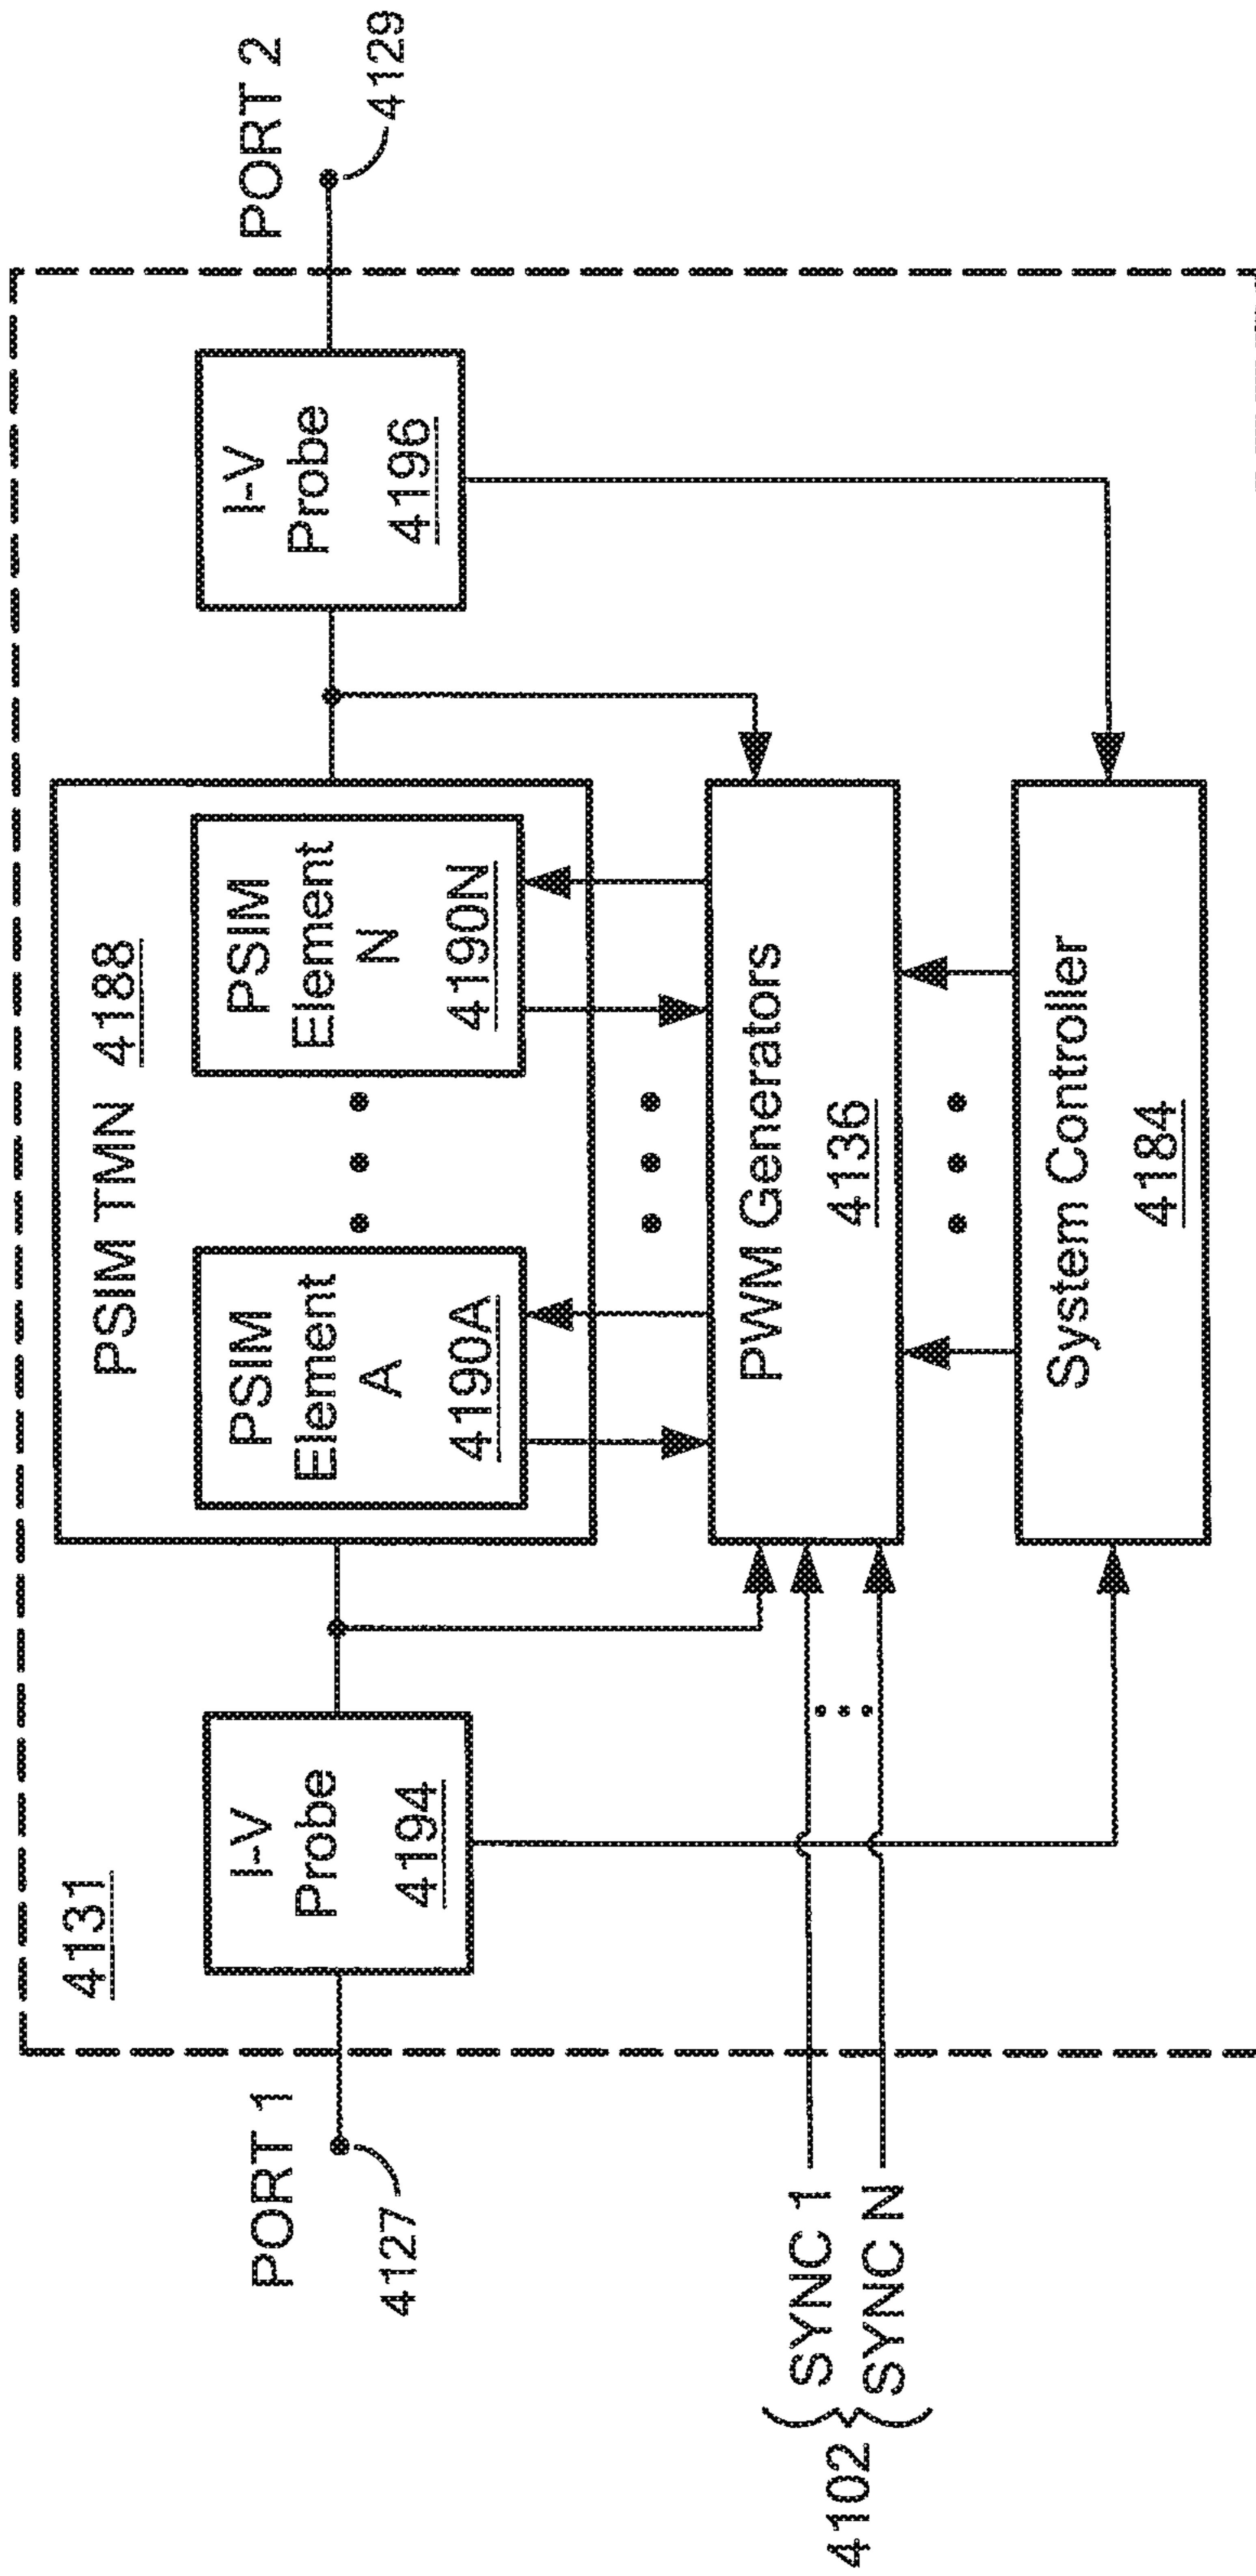 4131
PORT 1
4127
I-V
Probe
4194
PSIM TMN 4188
PSIM
Element
A
4190A
PSIM
Element
N
4190N
I-V
Probe
4196
PORT 2
4129
PWM Generators
4136
System Controller
4184
4102
SYNC 1
SYNC N